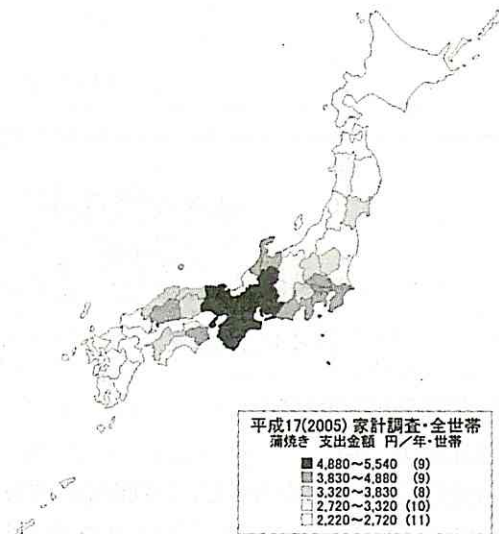 平成17(2005) 家計調査・全世帯
蒲焼き 支出金額 円/年・世帯
4,880～5,540 (9)
3,830～4,880 (9)
3,320～3,830 (8)
2,720～3,320 (10)
2,220～2,720 (11)